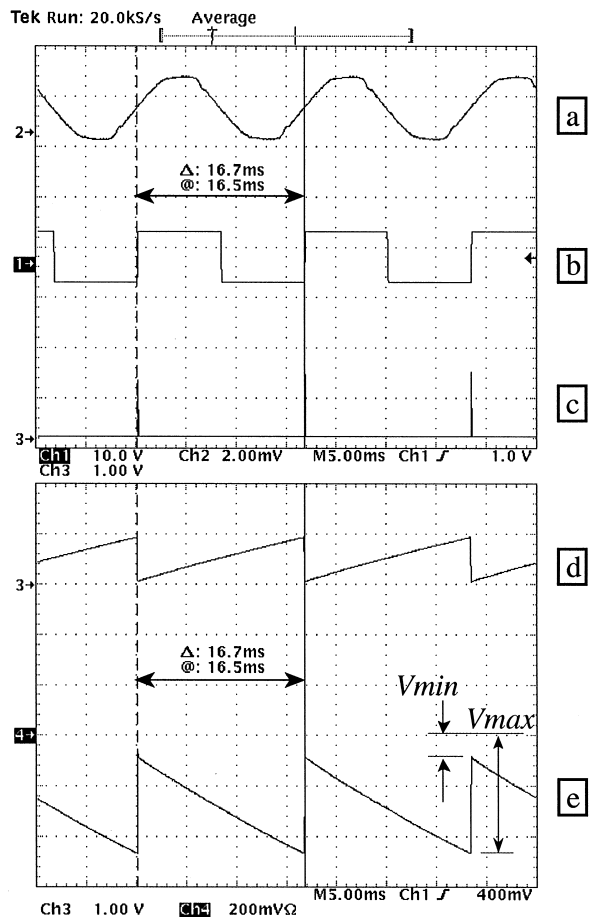 Tek Run: 20.0kS/s Average
a
2→
Δ: 16.7ms
@: 16.5ms
1→
b
c
3→
Ch1 10.0 V Ch2 2.00mV M5.00ms Ch1 ƒ 1.0 V
Ch3 1.00 V
d
3→
Δ: 16.7ms
@: 16.5ms
Vmin
Vmax
4→
e
M5.00ms Ch1 ƒ 400mV
Ch3 1.00 V Ch4 200mVΩ